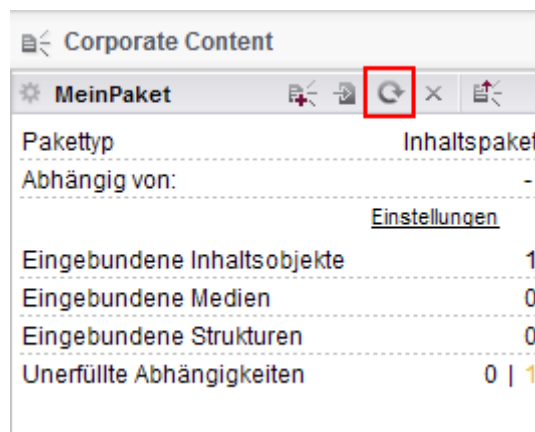 Corporate Content
MeinPaket
Pakettyp Inhaltspaket
Abhängig von: -
Einstellungen
Eingebundene Inhaltsobjekte 1
Eingebundene Medien 0
Eingebundene Strukturen 0
Unerfüllte Abhängigkeiten 0 | 1